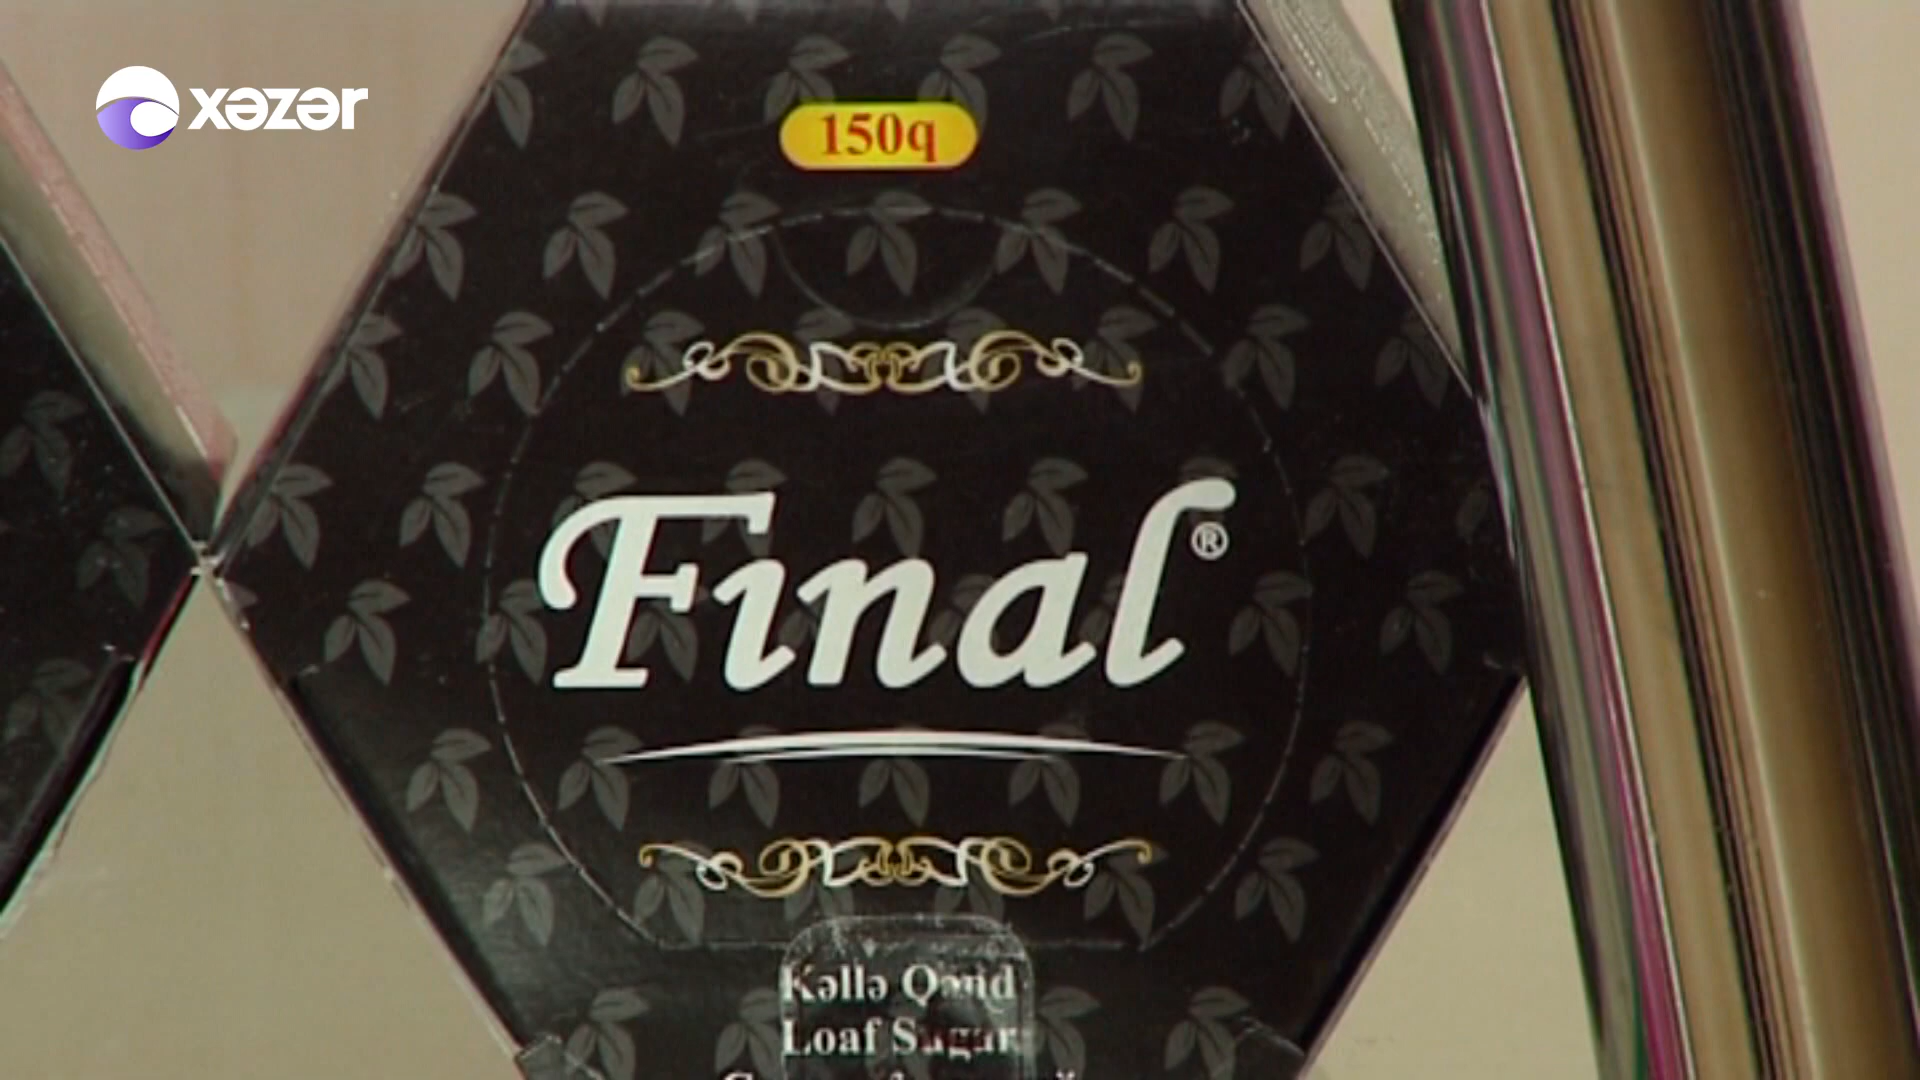 xəzər
150q
Final®
Kəllə Qənd
Loaf Sugar